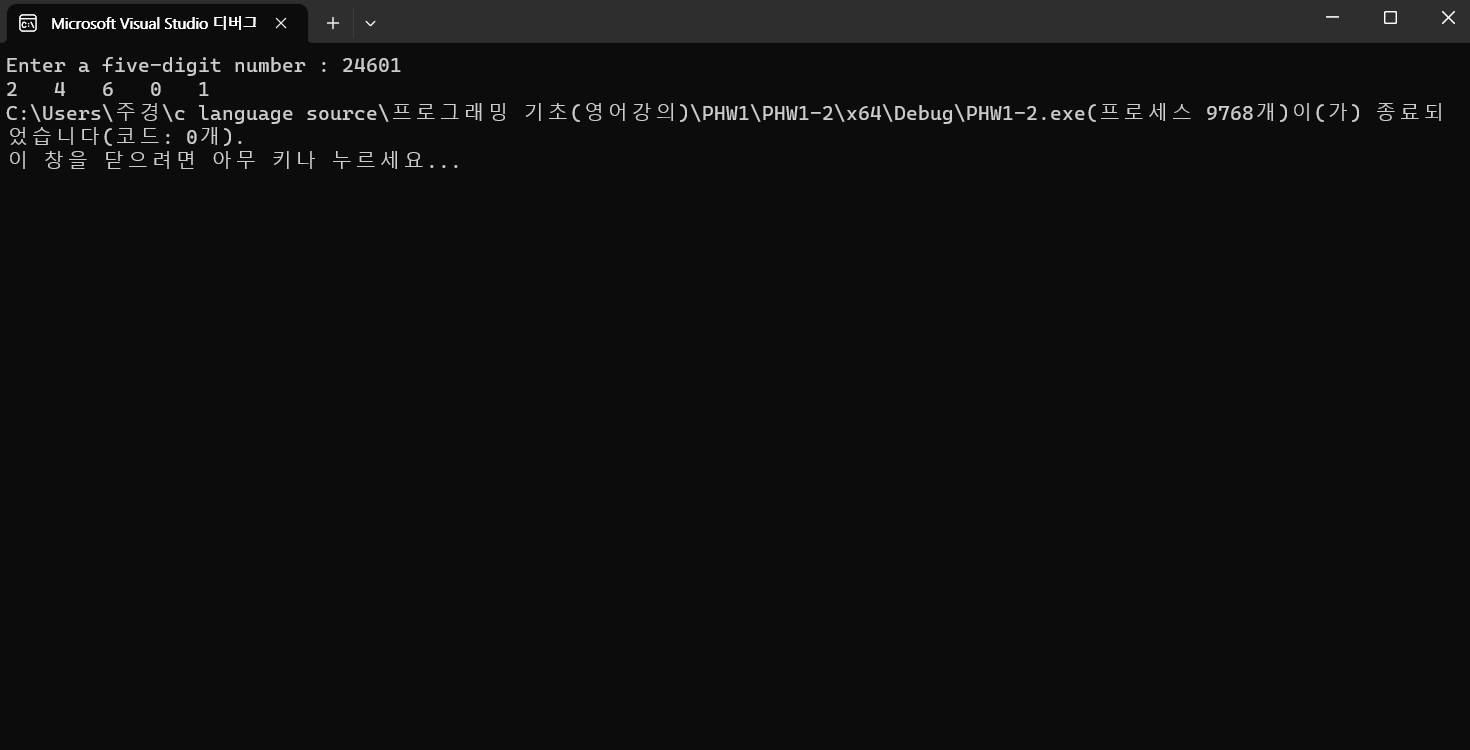 Microsoft Visual Studio 디버그
Enter a five-digit number : 24601
2   4   6   0   1
C:\Users\주경\c language source\프로그래밍 기초(영어강의)\PHW1\PHW1-2\x64\Debug\PHW1-2.exe(프로세스 9768개)이(가) 종료되
었습니다(코드: 0개).
이 창을 닫으려면 아무 키나 누르세요...